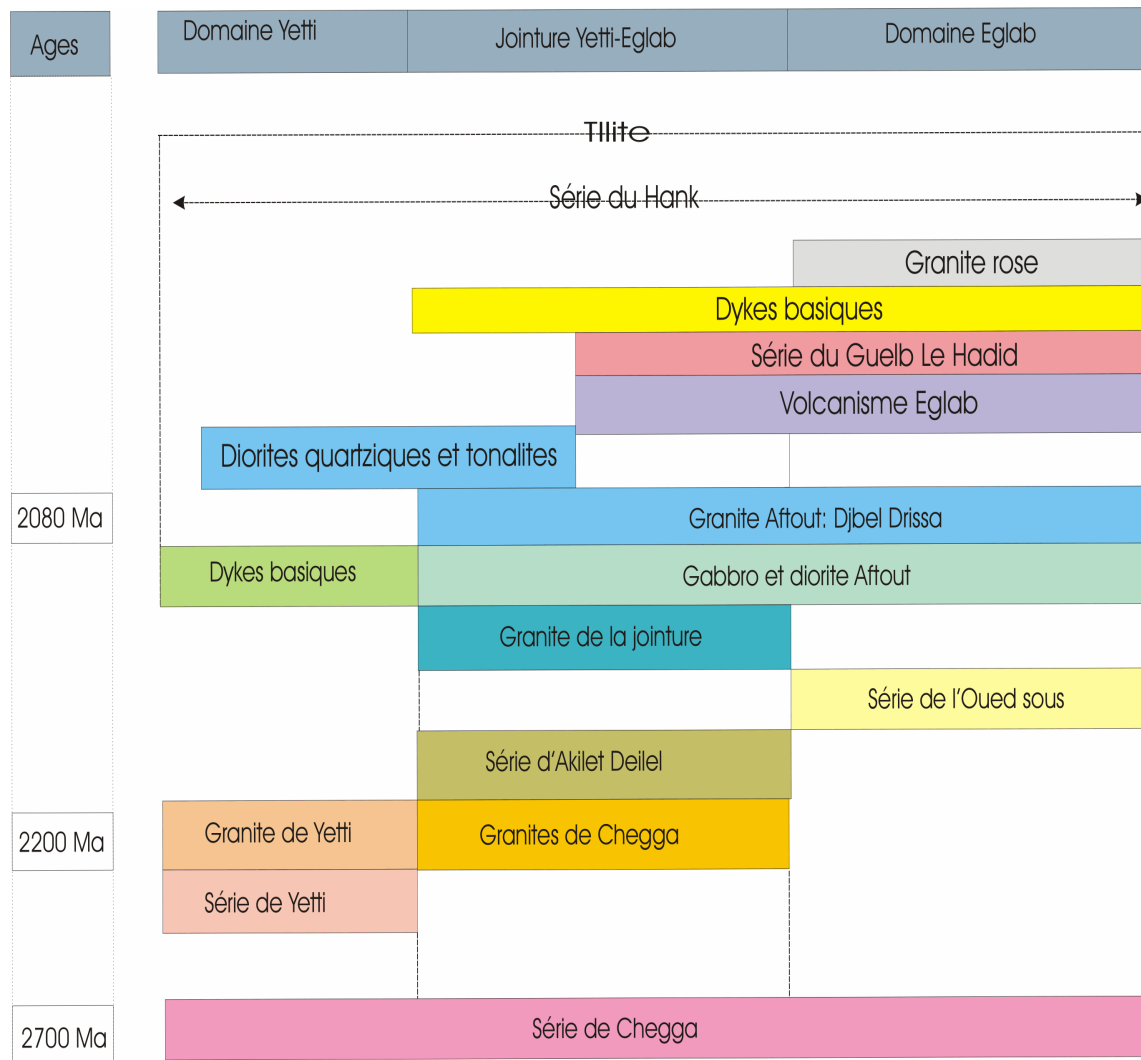 Ages
Domaine Yetti
Jointure Yetti-Eglab
Domaine Eglab
TIlite
Série du Hank
Granite rose
Dykes basiques
Série du Guelb Le Hadid
Volcanisme Eglab
Diorites quartziques et tonalites
2080 Ma
Granite Aftout: Djbel Drissa
Dykes basiques
Gabbro et diorite Aftout
Granite de la jointure
Série de l'Oued sous
Série d'Akilet Deilel
2200 Ma
Granite de Yetti
Granites de Chegga
Série de Yetti
2700 Ma
Série de Chegga